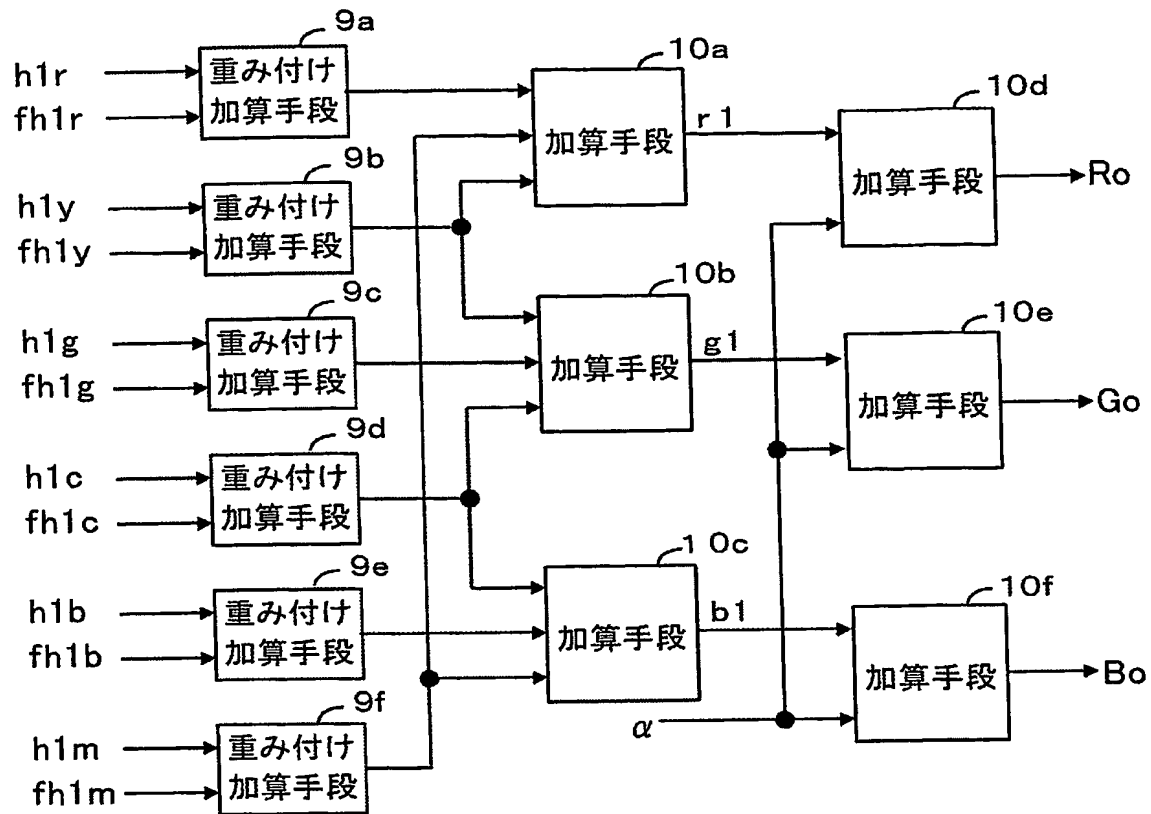 9a
h1r
fh1r
重み付け
加算手段
9b
h1y
fh1y
重み付け
加算手段
9c
h1g
fh1g
重み付け
加算手段
9d
h1c
fh1c
重み付け
加算手段
9e
h1b
fh1b
重み付け
加算手段
9f
h1m
fh1m
重み付け
加算手段
10a
加算手段
r1
10b
加算手段
g1
10c
加算手段
b1
α
10d
加算手段
Ro
10e
加算手段
Go
10f
加算手段
Bo